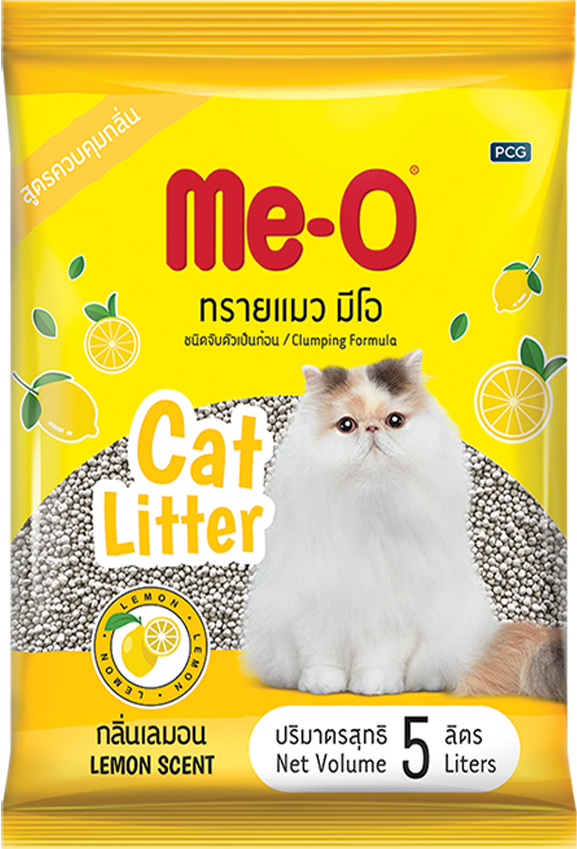 สูตรควบคุมกลิ่น
PCG
me-o®
ทรายแมว มีโอ
ชนิดจับตัวเป็นก้อน / Clumping Formula
Cat
Litter
LEMON · LEMON · LEMON ·
กลิ่นเลมอน
LEMON SCENT
ปริมาตรสุทธิ 5 ลิตร
Net Volume Liters